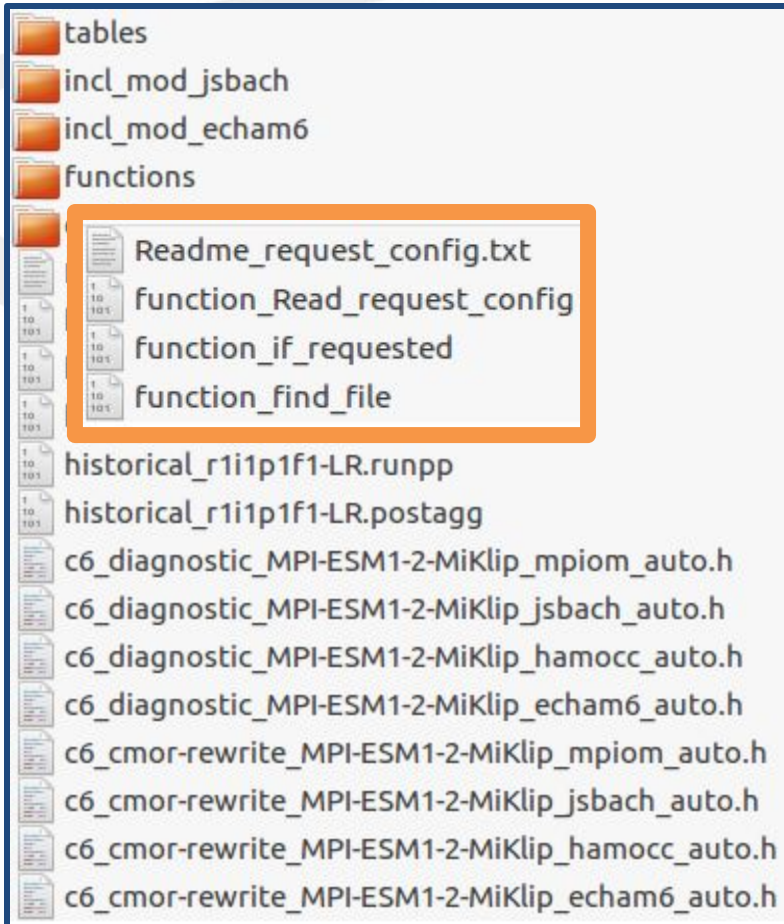 tables
incl_mod_jsbach
incl_mod_echam6
functions
Readme_request_config.txt
function_Read_request_config
function_if_requested
function_find_file
historical_r1i1p1f1-LR.runpp
historical_r1i1p1f1-LR.postagg
c6_diagnostic_MPI-ESM1-2-MiKlip_mpiom_auto.h
c6_diagnostic_MPI-ESM1-2-MiKlip_jsbach_auto.h
c6_diagnostic_MPI-ESM1-2-MiKlip_hamocc_auto.h
c6_diagnostic_MPI-ESM1-2-MiKlip_echam6_auto.h
c6_cmor-rewrite_MPI-ESM1-2-MiKlip_mpiom_auto.h
c6_cmor-rewrite_MPI-ESM1-2-MiKlip_jsbach_auto.h
c6_cmor-rewrite_MPI-ESM1-2-MiKlip_hamocc_auto.h
c6_cmor-rewrite_MPI-ESM1-2-MiKlip_echam6_auto.h